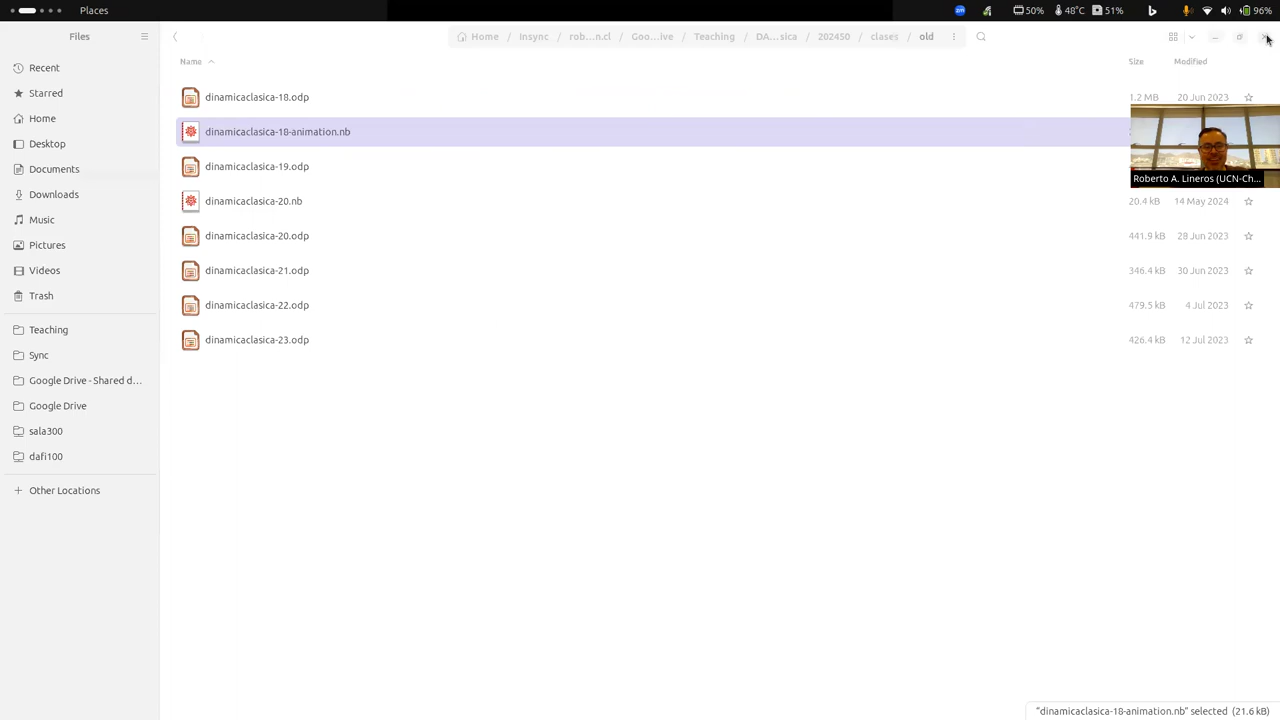 Places
50%
48°C
51%
96%
Files
Home / Insync / rob...n.cl / Goo...ive / Teaching / DA...sica / 202450 / clases / old
Recent
Starred
Home
Desktop
Documents
Downloads
Music
Pictures
Videos
Trash
Teaching
Sync
Google Drive - Shared d...
Google Drive
sala300
dafi100
Other Locations
Name Size Modified
dinamicaclasica-18.odp 1.2 MB 20 Jun 2023
dinamicaclasica-18-animation.nb
dinamicaclasica-19.odp
Roberto A. Lineros (UCN-Ch...
dinamicaclasica-20.nb 20.4 kB 14 May 2024
dinamicaclasica-20.odp 441.9 kB 28 Jun 2023
dinamicaclasica-21.odp 346.4 kB 30 Jun 2023
dinamicaclasica-22.odp 479.5 kB 4 Jul 2023
dinamicaclasica-23.odp 426.4 kB 12 Jul 2023
"dinamicaclasica-18-animation.nb" selected (21.6 kB)